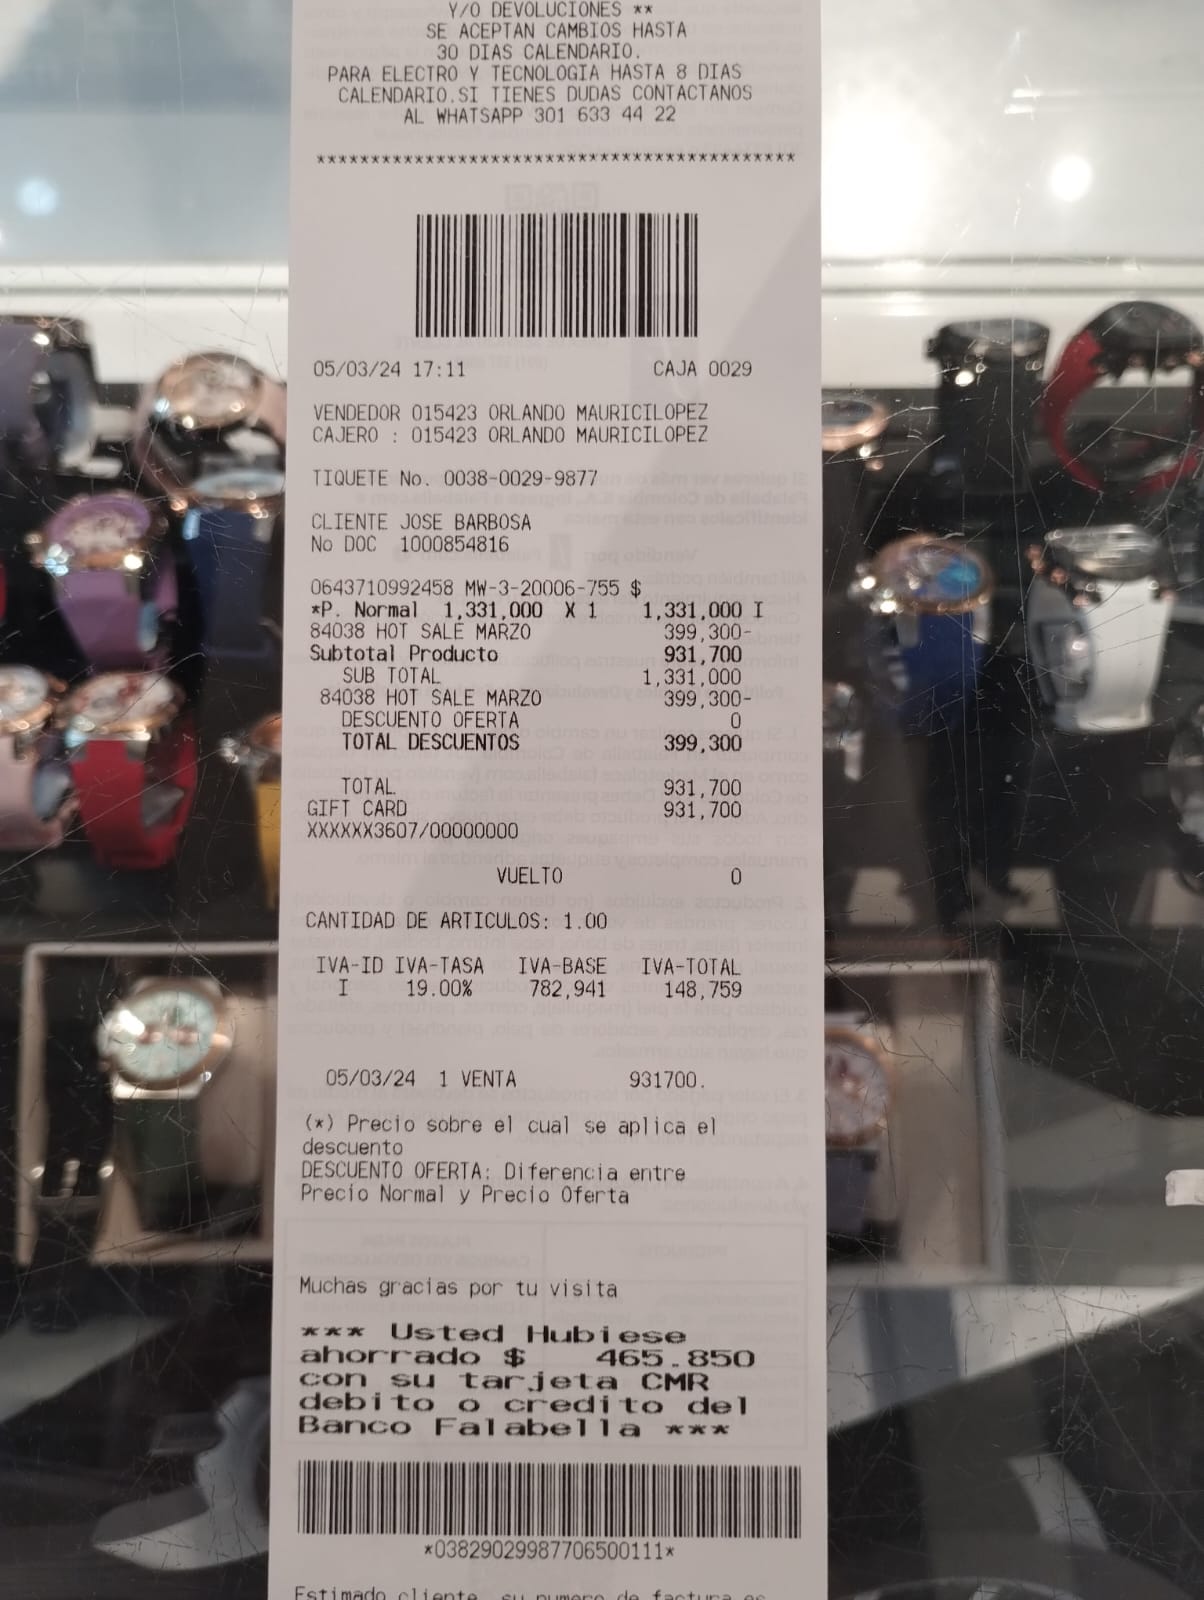 Y/O DEVOLUCIONES **
SE ACEPTAN CAMBIOS HASTA
30 DIAS CALENDARIO.
PARA ELECTRO Y TECNOLOGIA HASTA 8 DIAS
CALENDARIO.SI TIENES DUDAS CONTACTANOS
AL WHATSAPP 301 633 44 22
********************************************
05/03/24 17:11 CAJA 0029
VENDEDOR 015423 ORLANDO MAURICILOPEZ
CAJERO : 015423 ORLANDO MAURICILOPEZ
TIQUETE No. 0038-0029-9877
CLIENTE JOSE BARBOSA
No DOC 1000854816
0643710992458 MW-3-20006-755 $
*P. Normal 1,331,000 X 1 1,331,000 I
84038 HOT SALE MARZO 399,300-
Subtotal Producto 931,700
SUB TOTAL 1,331,000
84038 HOT SALE MARZO 399,300-
DESCUENTO OFERTA 0
TOTAL DESCUENTOS 399,300
TOTAL 931,700
GIFT CARD 931,700
XXXXXX3607/00000000
VUELTO 0
CANTIDAD DE ARTICULOS: 1.00
IVA-ID IVA-TASA IVA-BASE IVA-TOTAL
I 19.00% 782,941 148,759
05/03/24 1 VENTA 931700.
(*) Precio sobre el cual se aplica el
descuento
DESCUENTO OFERTA: Diferencia entre
Precio Normal y Precio Oferta
Muchas gracias por tu visita
*** Usted Hubiese
ahorrado $ 465.850
con su tarjeta CMR
debito o credito del
Banco Falabella ***
*03829029987706500111*
Estimado cliente, su numero de factura es